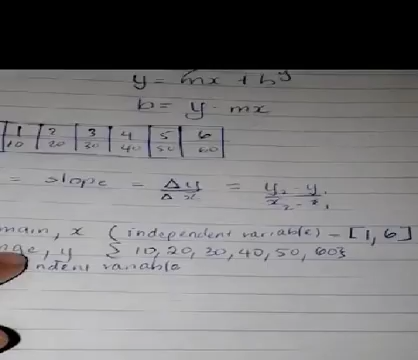 y = mx + b y
b = y - mx
1 2 3 4 5 6
10 20 30 40 50 60
= slope = Δy / Δx = y₂ - y₁ / x₂ - x₁
main, x (independent variable) - [1, 6]
nge, y {10, 20, 30, 40, 50, 60}
ndent variable